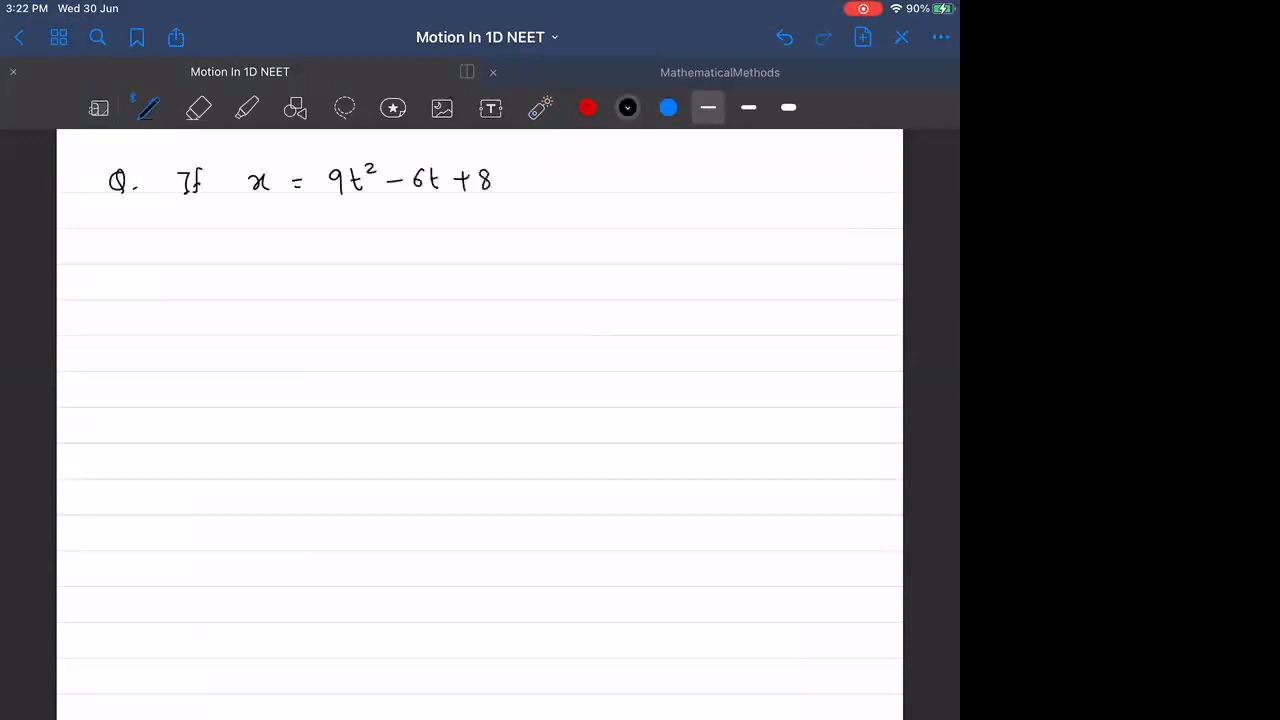 3:22 PM Wed 30 Jun 90%
Motion In 1D NEET
Motion In 1D NEET MathematicalMethods
T
Q. If x = 9t² - 6t + 8